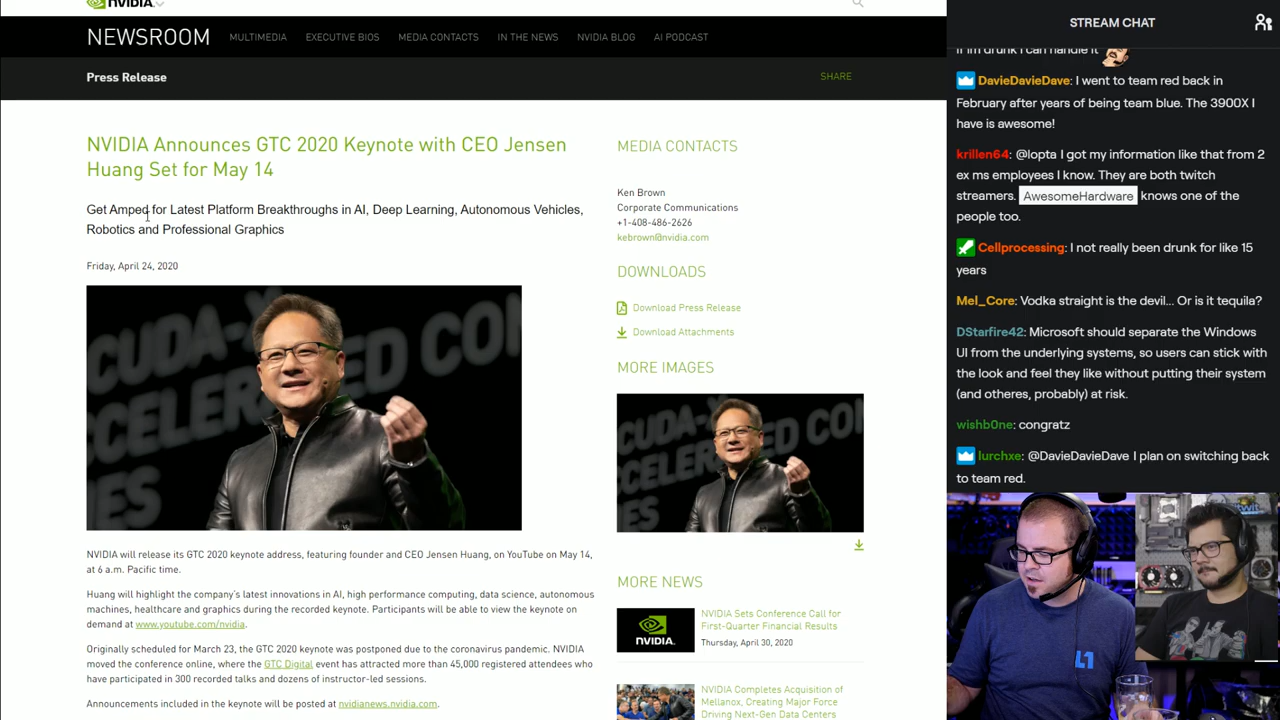 NVIDIA
NEWSROOM MULTIMEDIA EXECUTIVE BIOS MEDIA CONTACTS IN THE NEWS NVIDIA BLOG AI PODCAST
Press Release SHARE
NVIDIA Announces GTC 2020 Keynote with CEO Jensen
Huang Set for May 14
Get Amped for Latest Platform Breakthroughs in AI, Deep Learning, Autonomous Vehicles,
Robotics and Professional Graphics
Friday, April 24, 2020
CUDA-X
ACCELERATED CON
NVIDIA will release its GTC 2020 keynote address, featuring founder and CEO Jensen Huang, on YouTube on May 14,
at 6 a.m. Pacific time.
Huang will highlight the company's latest innovations in AI, high performance computing, data science, autonomous
machines, healthcare and graphics during the recorded keynote. Participants will be able to view the keynote on
demand at www.youtube.com/nvidia.
Originally scheduled for March 23, the GTC 2020 keynote was postponed due to the coronavirus pandemic. NVIDIA
moved the conference online, where the GTC Digital event has attracted more than 45,000 registered attendees who
have participated in 300 recorded talks and dozens of instructor-led sessions.
Announcements included in the keynote will be posted at nvidianews.nvidia.com.
MEDIA CONTACTS
Ken Brown
Corporate Communications
+1-408-486-2626
kebrown@nvidia.com
DOWNLOADS
Download Press Release
Download Attachments
MORE IMAGES
MORE NEWS
NVIDIA
NVIDIA Sets Conference Call for
First-Quarter Financial Results
Thursday, April 30, 2020
NVIDIA Completes Acquisition of
Mellanox, Creating Major Force
Driving Next-Gen Data Centers
STREAM CHAT
if im drunk I can handle it
DavieDavieDave: I went to team red back in
February after years of being team blue. The 3900X I
have is awesome!
krillen64: @lopta I got my information like that from 2
ex ms employees I know. They are both twitch
streamers. AwesomeHardware knows one of the
people too.
Cellprocessing: I not really been drunk for like 15
years
Mel_Core: Vodka straight is the devil... Or is it tequila?
DStarfire42: Microsoft should separate the Windows
UI from the underlying systems, so users can stick with
the look and feel they like without putting their system
(and otheres, probably) at risk.
wishb0ne: congratz
lurchxe: @DavieDavieDave I plan on switching back
to team red.